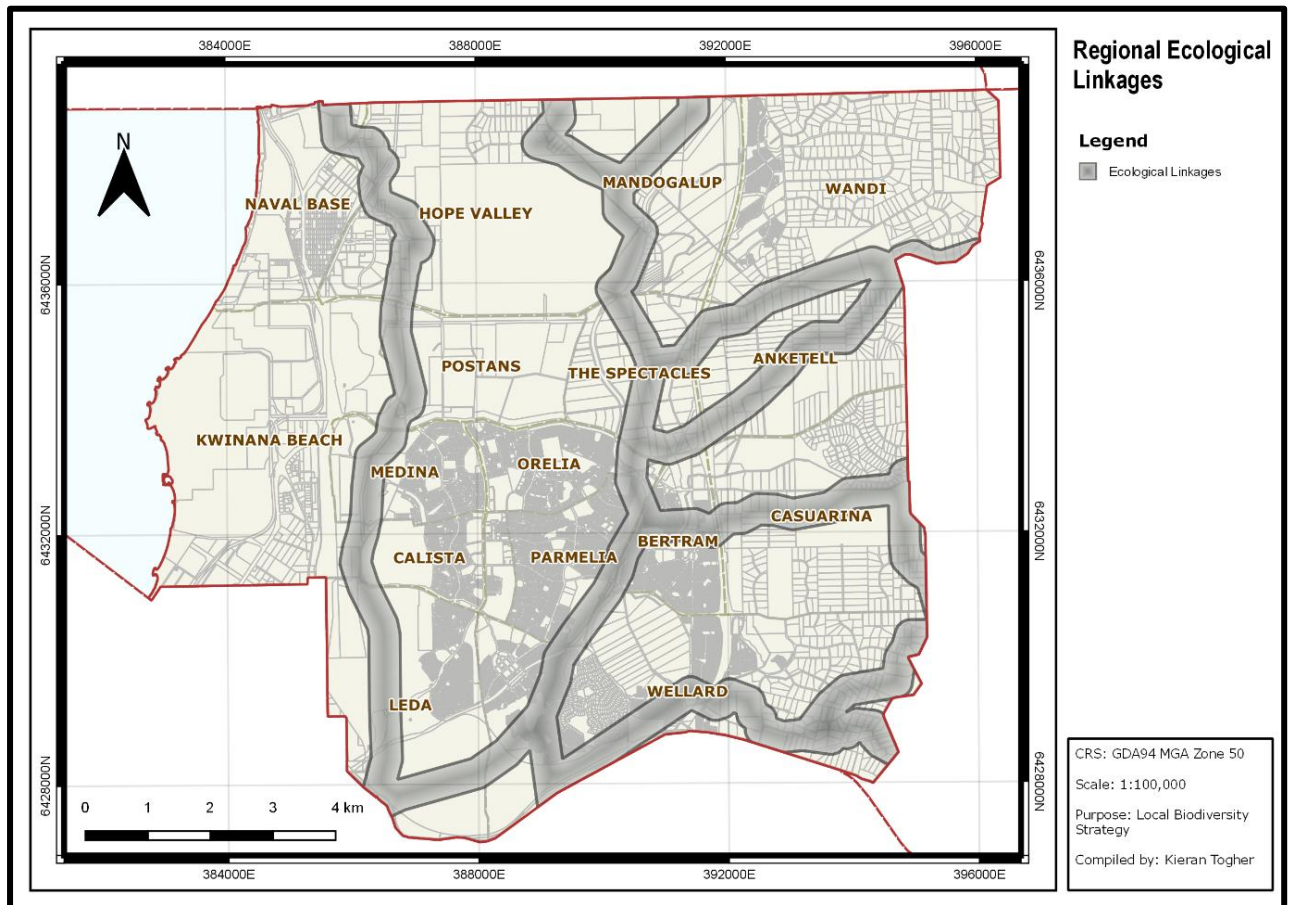 384000E 388000E 392000E 396000E
Regional Ecological
Linkages
Legend
Ecological Linkages
N
MANDOGALUP
WANDI
NAVAL BASE
HOPE VALLEY
6436000N
6436000N
POSTANS
THE SPECTACLES
ANKETELL
KWINANA BEACH
MEDINA
ORELIA
CASUARINA
6432000N
6432000N
BERTRAM
CALISTA
PARMELIA
WELLARD
LEDA
6428000N
6428000N
0 1 2 3 4 km
384000E 388000E 392000E 396000E
CRS: GDA94 MGA Zone 50
Scale: 1:100,000
Purpose: Local Biodiversity
Strategy
Compiled by: Kieran Togher